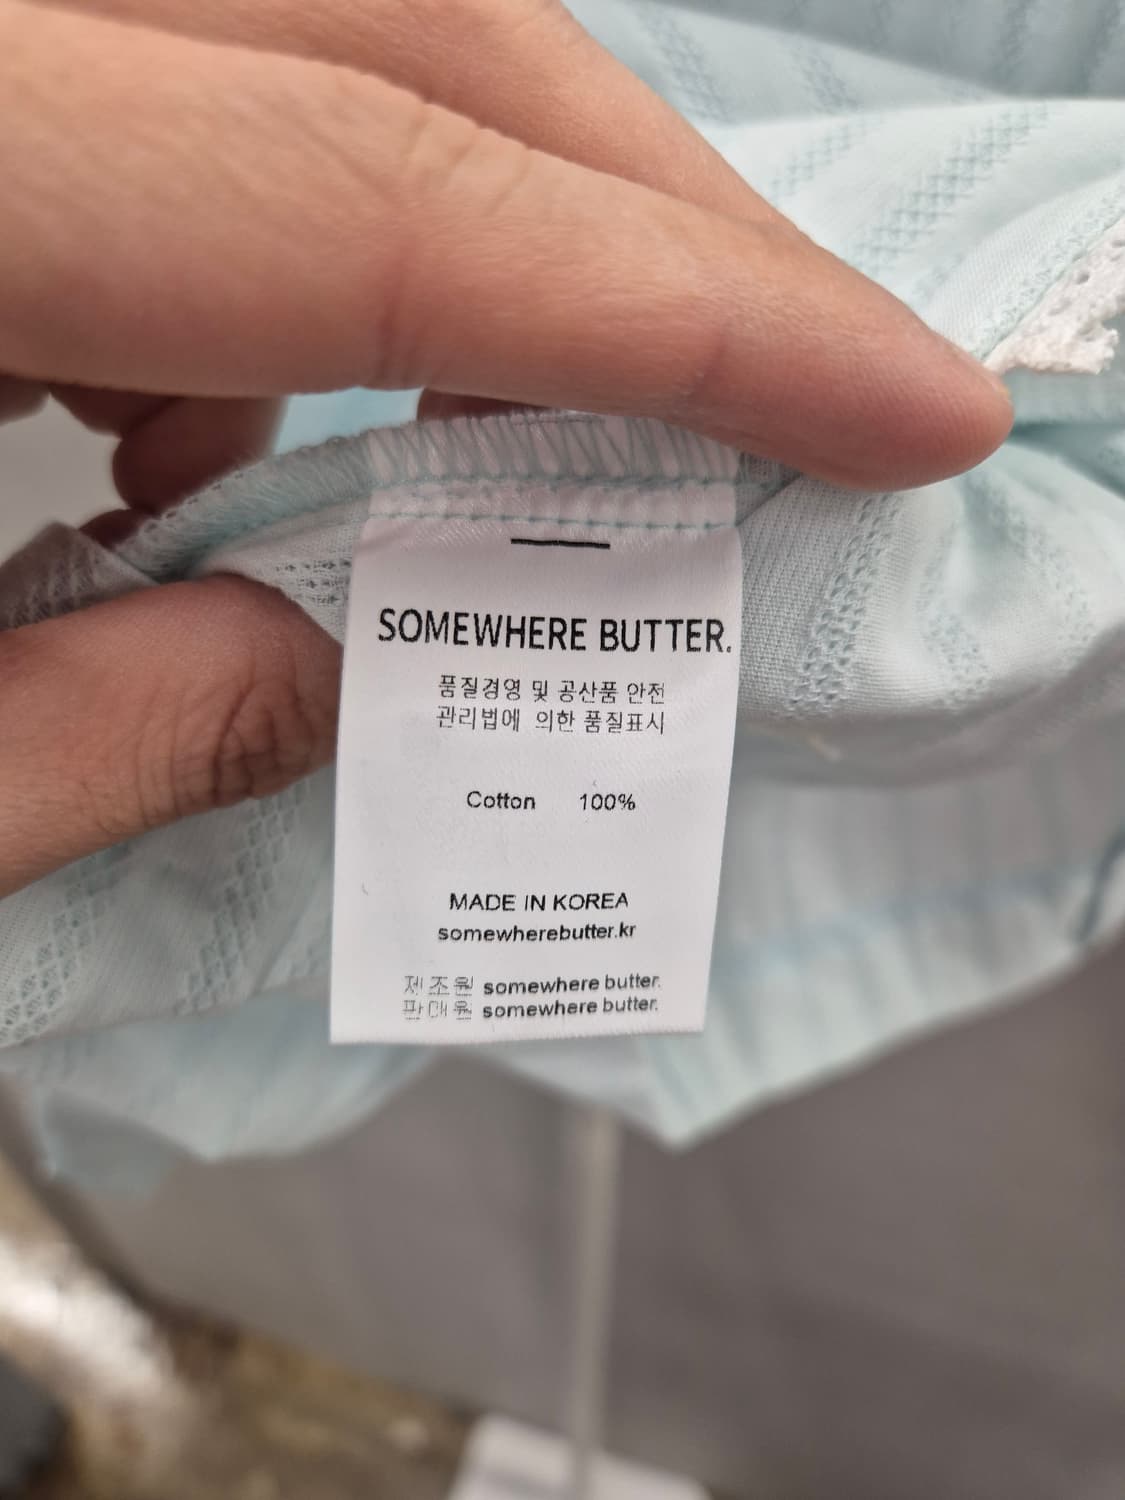 SOMEWHERE BUTTER.
품질경영 및 공산품 안전
관리법에 의한 품질표시
Cotton 100%
MADE IN KOREA
somewherebutter.kr
제조원 somewhere butter.
판매원 somewhere butter.